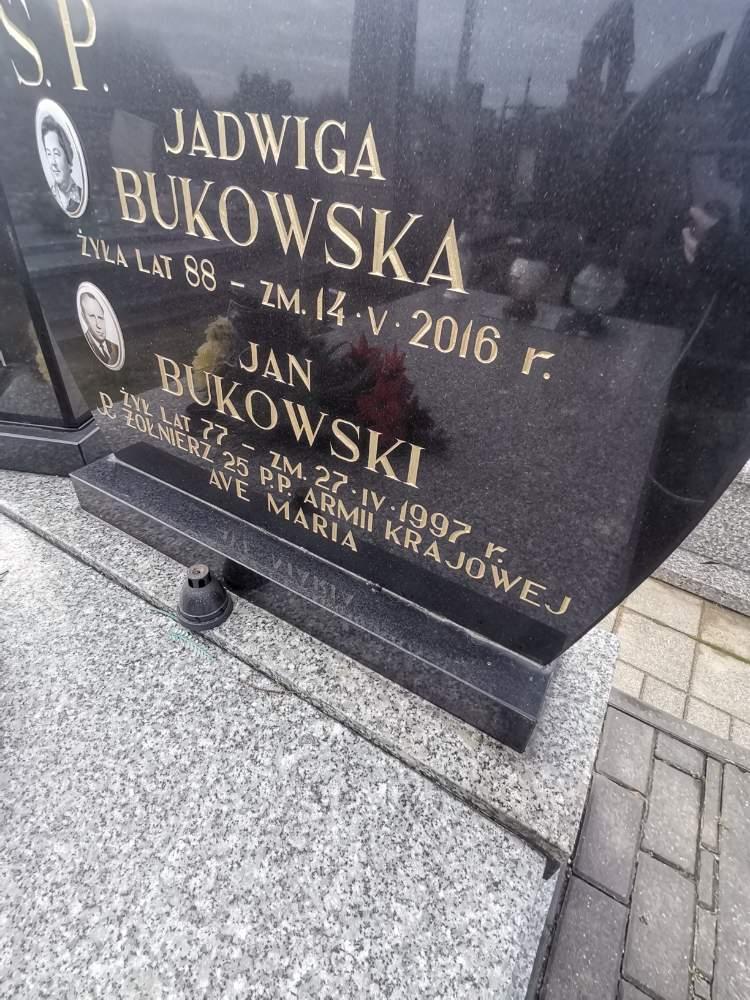 S.P.
JADWIGA
BUKOWSKA
ŻYŁA LAT 88 – ZM. 14·V·2016 r.
JAN
BUKOWSKI
ŻYŁ LAT 77 – ZM. 27·IV·1997 r.
ŻOŁNIERZ 25 P.P. ARMII KRAJOWEJ
AVE MARIA